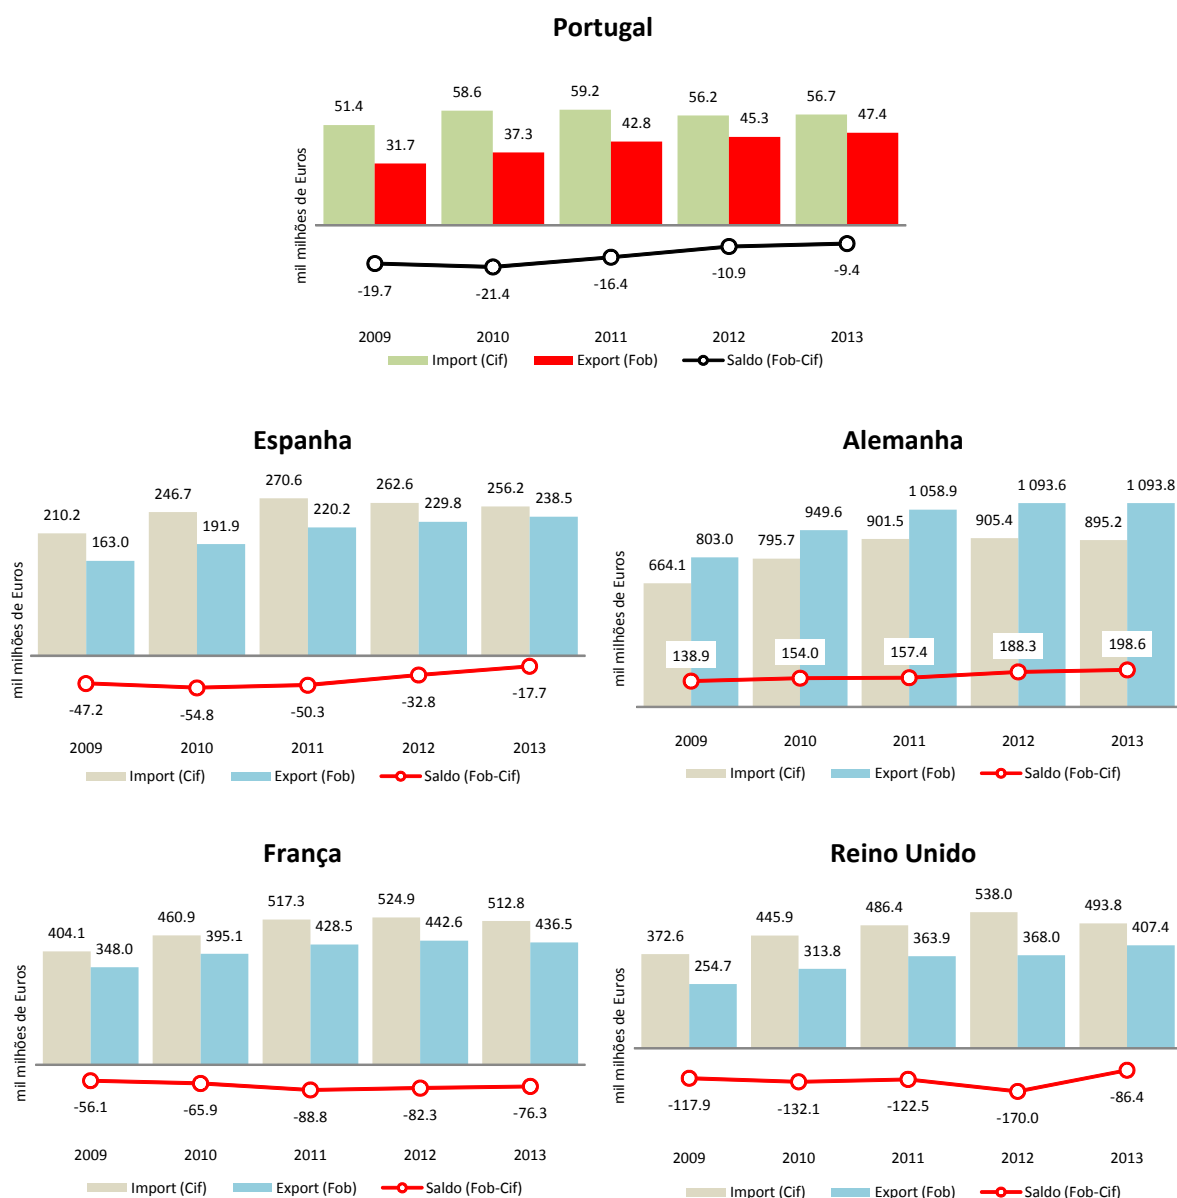 Portugal
mil milhões de Euros
51.4 58.6 59.2 56.2 56.7
31.7 37.3 42.8 45.3 47.4
-19.7 -21.4 -16.4 -10.9 -9.4
2009 2010 2011 2012 2013
Import (Cif) Export (Fob) Saldo (Fob-Cif)
Espanha
mil milhões de Euros
210.2 246.7 270.6 262.6 256.2
163.0 191.9 220.2 229.8 238.5
-47.2 -54.8 -50.3 -32.8 -17.7
2009 2010 2011 2012 2013
Import (Cif) Export (Fob) Saldo (Fob-Cif)
Alemanha
mil milhões de Euros
664.1 795.7 901.5 905.4 895.2
803.0 949.6 1 058.9 1 093.6 1 093.8
138.9 154.0 157.4 188.3 198.6
2009 2010 2011 2012 2013
Import (Cif) Export (Fob) Saldo (Fob-Cif)
França
mil milhões de Euros
404.1 460.9 517.3 524.9 512.8
348.0 395.1 428.5 442.6 436.5
-56.1 -65.9 -88.8 -82.3 -76.3
2009 2010 2011 2012 2013
Import (Cif) Export (Fob) Saldo (Fob-Cif)
Reino Unido
mil milhões de Euros
372.6 445.9 486.4 538.0 493.8
254.7 313.8 363.9 368.0 407.4
-117.9 -132.1 -122.5 -170.0 -86.4
2009 2010 2011 2012 2013
Import (Cif) Export (Fob) Saldo (Fob-Cif)